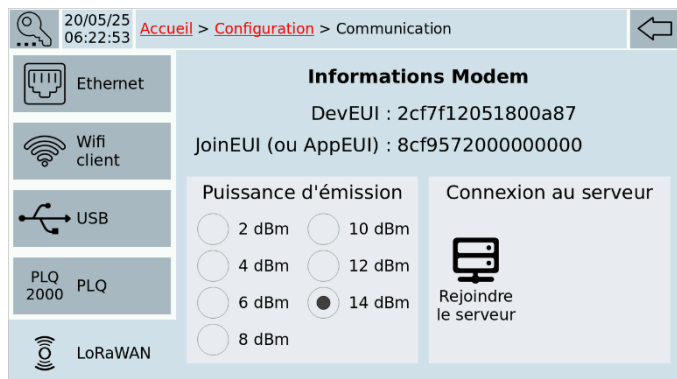 20/05/25
06:22:53
Accueil > Configuration > Communication
Ethernet
Wifi
client
USB
PLQ
2000
PLQ
LoRaWAN
Informations Modem
DevEUI : 2cf7f12051800a87
JoinEUI (ou AppEUI) : 8cf9572000000000
Puissance d'émission
2 dBm
10 dBm
4 dBm
12 dBm
6 dBm
14 dBm
8 dBm
Connexion au serveur
Rejoindre
le serveur